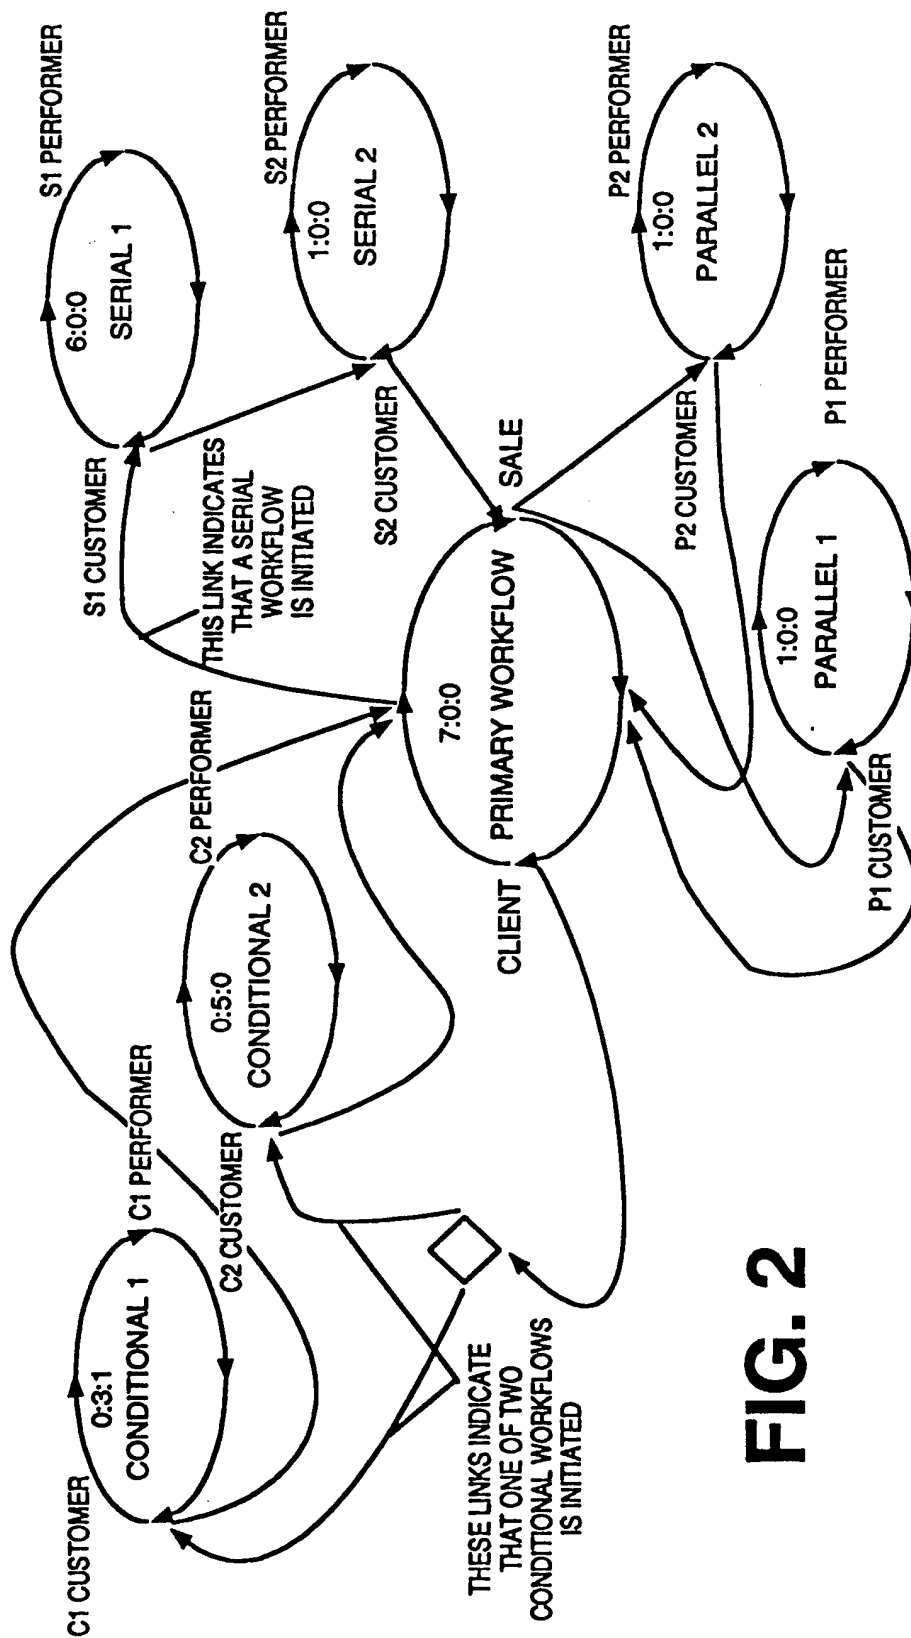 C1 CUSTOMER
0:3:1
CONDITIONAL 1
C1 PERFORMER
C2 CUSTOMER
0:5:0
CONDITIONAL 2
C2 PERFORMER
THESE LINKS INDICATE
THAT ONE OF TWO
CONDITIONAL WORKFLOWS
IS INITIATED
CLIENT
7:0:0
PRIMARY WORKFLOW
SALE
S1 CUSTOMER
6:0:0
SERIAL 1
S1 PERFORMER
THIS LINK INDICATES
THAT A SERIAL
WORKFLOW
IS INITIATED
S2 CUSTOMER
1:0:0
SERIAL 2
S2 PERFORMER
P2 CUSTOMER
1:0:0
PARALLEL 2
P2 PERFORMER
P1 CUSTOMER
1:0:0
PARALLEL 1
P1 PERFORMER
FIG. 2